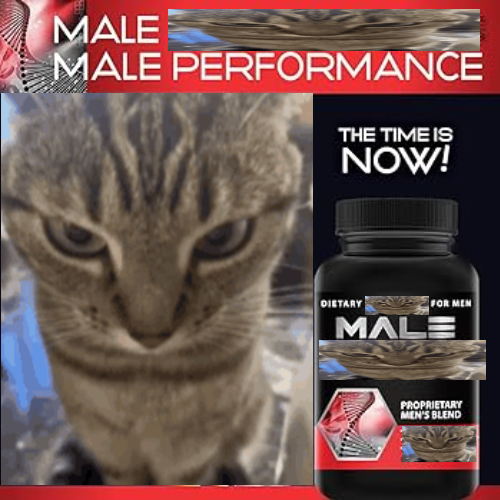 MALE
MALE PERFORMANCE
THE TIME IS
NOW!
DIETARY FOR MEN
MALE
PROPRIETARY
MEN'S BLEND